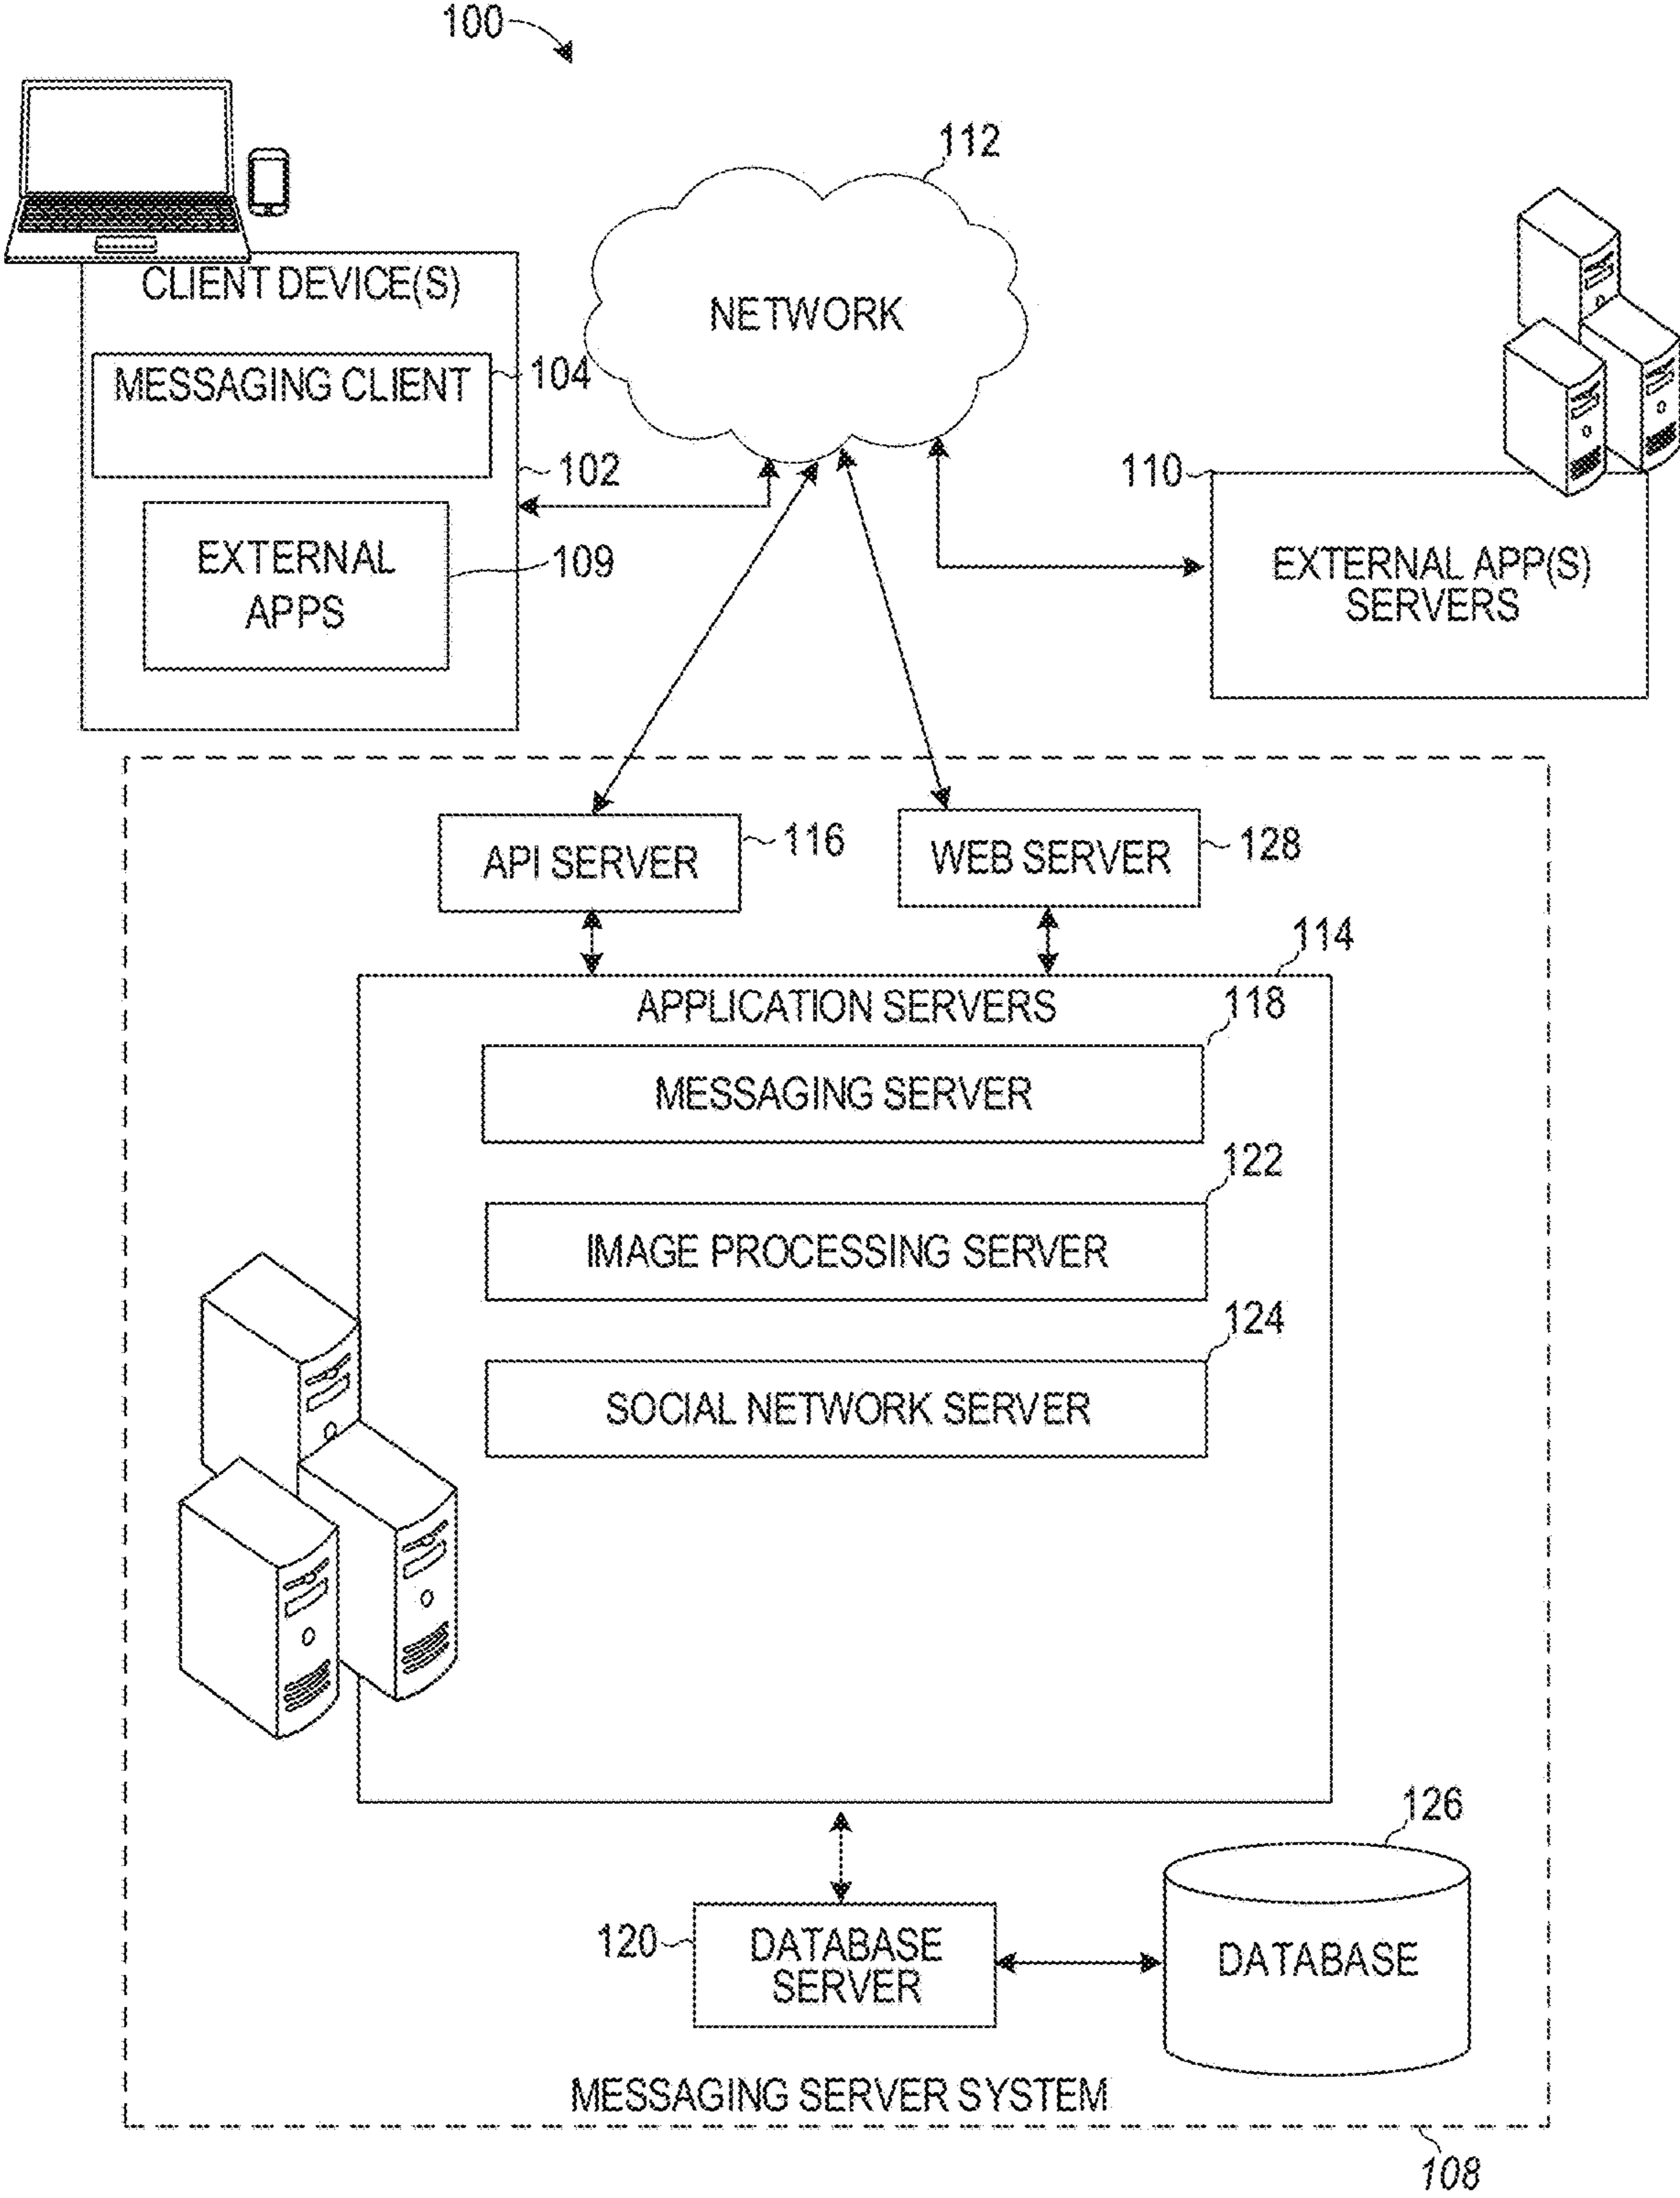 100
112
CLIENT DEVICE(S)
NETWORK
MESSAGING CLIENT
104
102
110
EXTERNAL
APPS
109
EXTERNAL APP(S)
SERVERS
API SERVER
116
WEB SERVER
128
114
APPLICATION SERVERS
118
MESSAGING SERVER
122
IMAGE PROCESSING SERVER
124
SOCIAL NETWORK SERVER
126
120
DATABASE
SERVER
DATABASE
MESSAGING SERVER SYSTEM
108